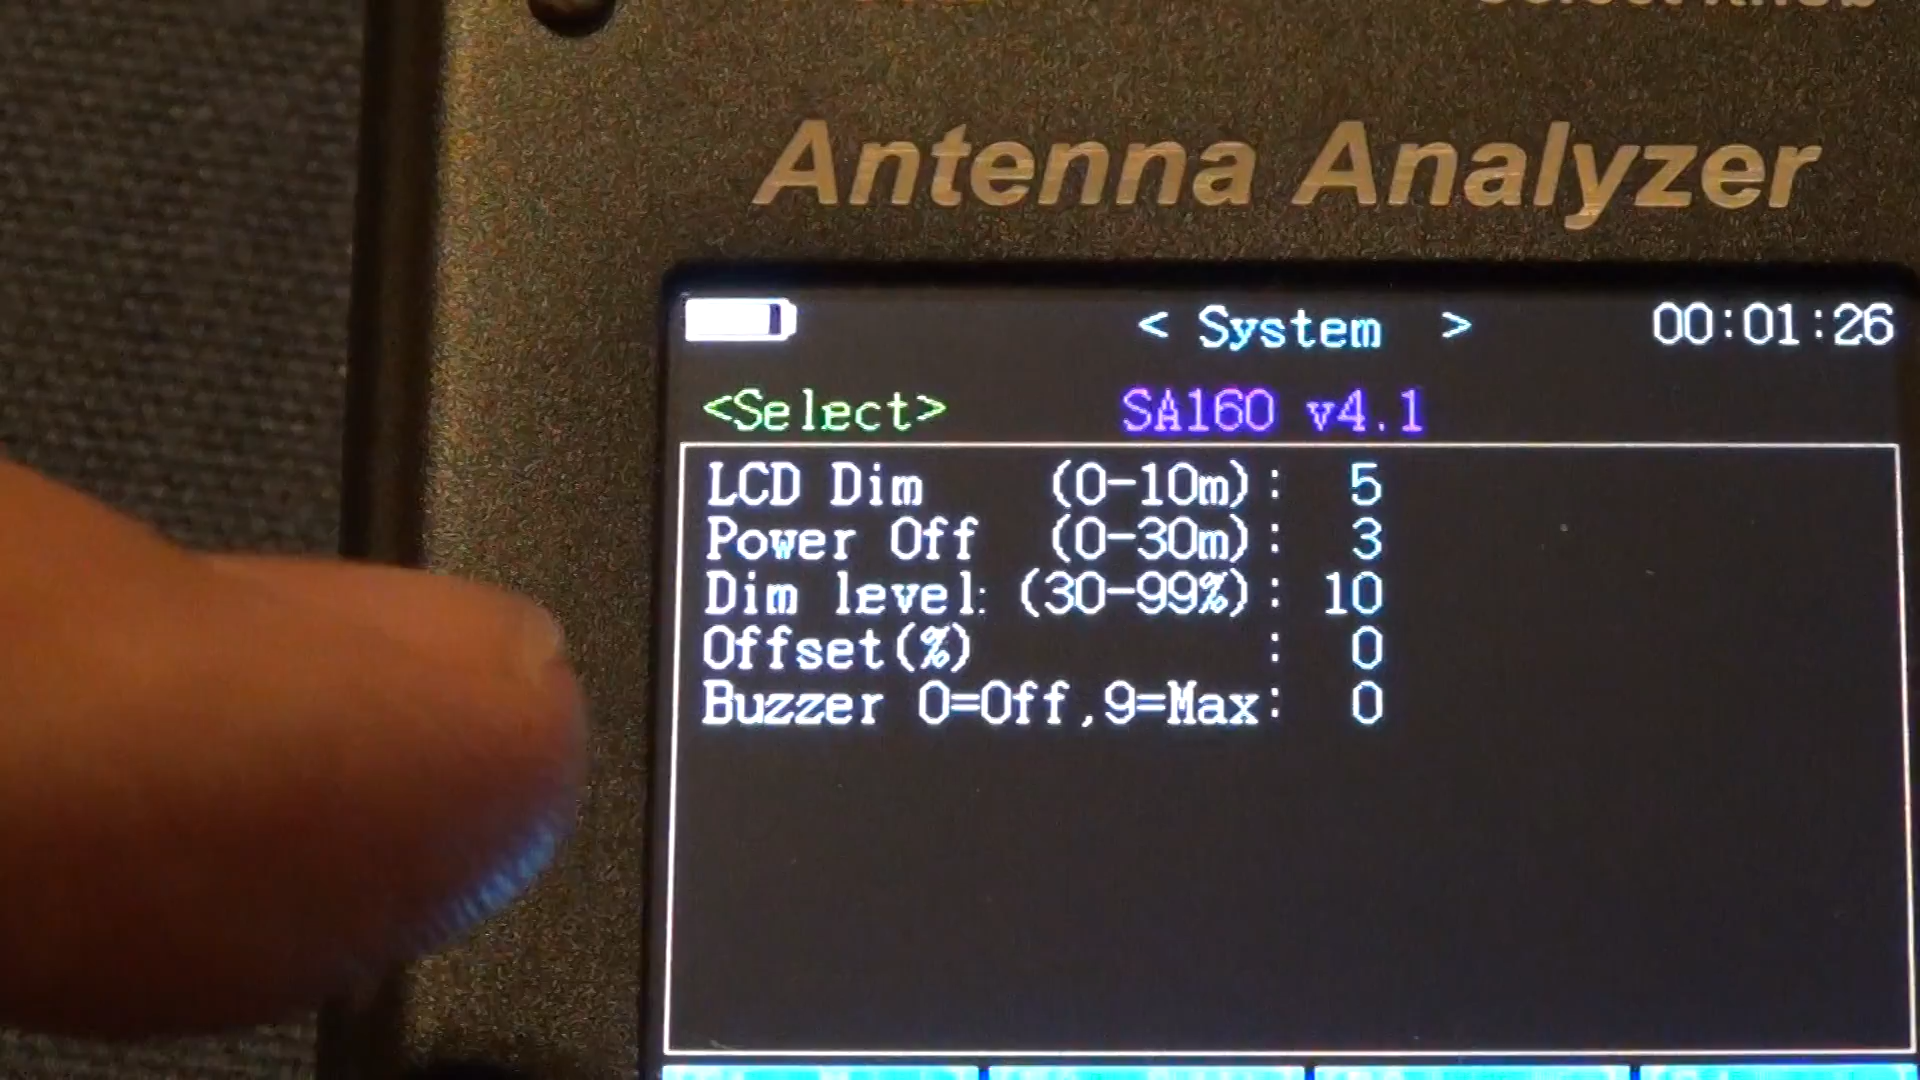 Antenna Analyzer
< System > 00:01:26
<Select> SA160 v4.1
LCD Dim (0-10m): 5
Power Off (0-30m): 3
Dim level: (30-99%): 10
Offset(%) : 0
Buzzer 0=Off,9=Max: 0